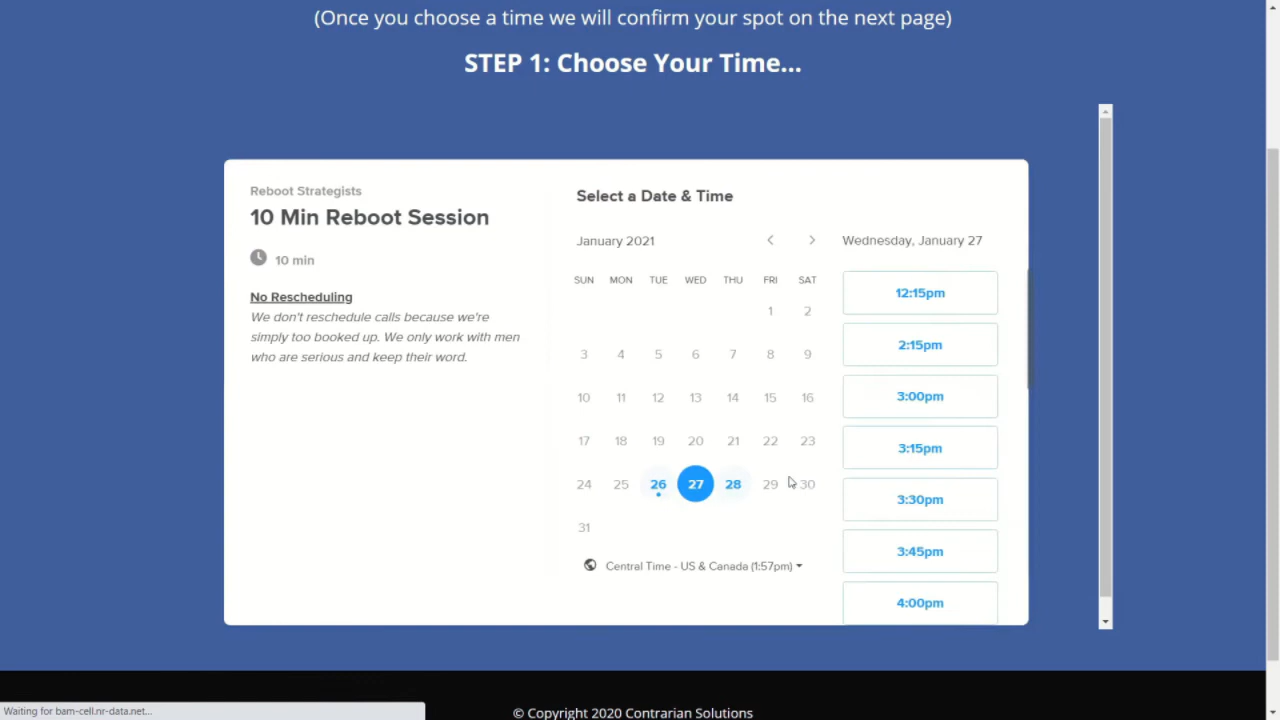 (Once you choose a time we will confirm your spot on the next page)
STEP 1: Choose Your Time...
Reboot Strategists
10 Min Reboot Session
10 min
No Rescheduling
We don't reschedule calls because we're
simply too booked up. We only work with men
who are serious and keep their word.
Select a Date & Time
January 2021
SUN MON TUE WED THU FRI SAT
1 2
3 4 5 6 7 8 9
10 11 12 13 14 15 16
17 18 19 20 21 22 23
24 25 26 27 28 29 30
31
Central Time - US & Canada (1:57pm)
Wednesday, January 27
12:15pm
2:15pm
3:00pm
3:15pm
3:30pm
3:45pm
4:00pm
Waiting for bam-cell.nr-data.net...
© Copyright 2020 Contrarian Solutions